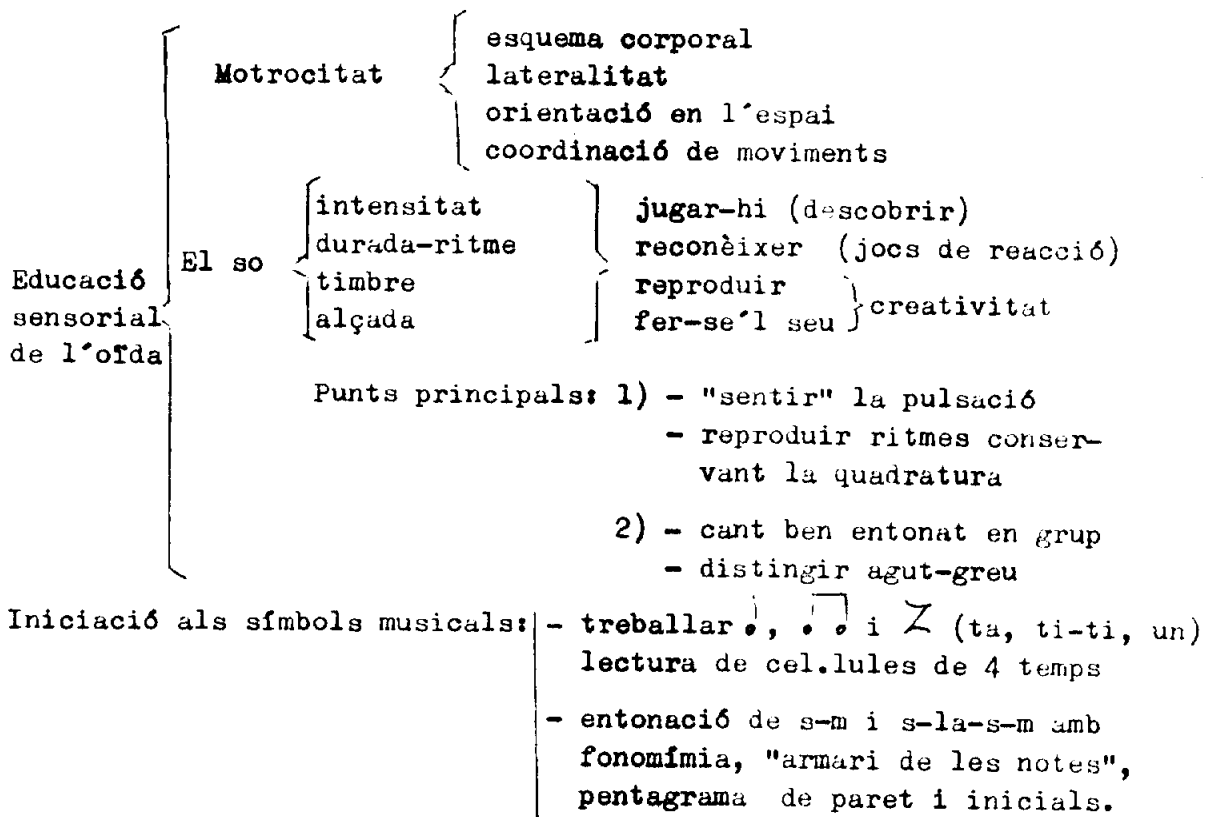 esquema corporal
Motrocitat
lateralitat
orientació en l´espai
coordinació de moviments
intensitat
durada-ritme
timbre
alçada
El so
jugar-hi (descobrir)
reconèixer (jocs de reacció)
reproduir
fer-se´l seu
creativitat
Educació
sensorial
de l´oïda
Punts principals: 1) - "sentir" la pulsació
- reproduir ritmes conser-
vant la quadratura
2) - cant ben entonat en grup
- distingir agut-greu
Iniciació als símbols musicals: - treballar ♩, ♫ i Z (ta, ti-ti, un)
lectura de cel.lules de 4 temps
- entonació de s-m i s-la-s-m amb
fonomímia, "armari de les notes",
pentagrama de paret i inicials.